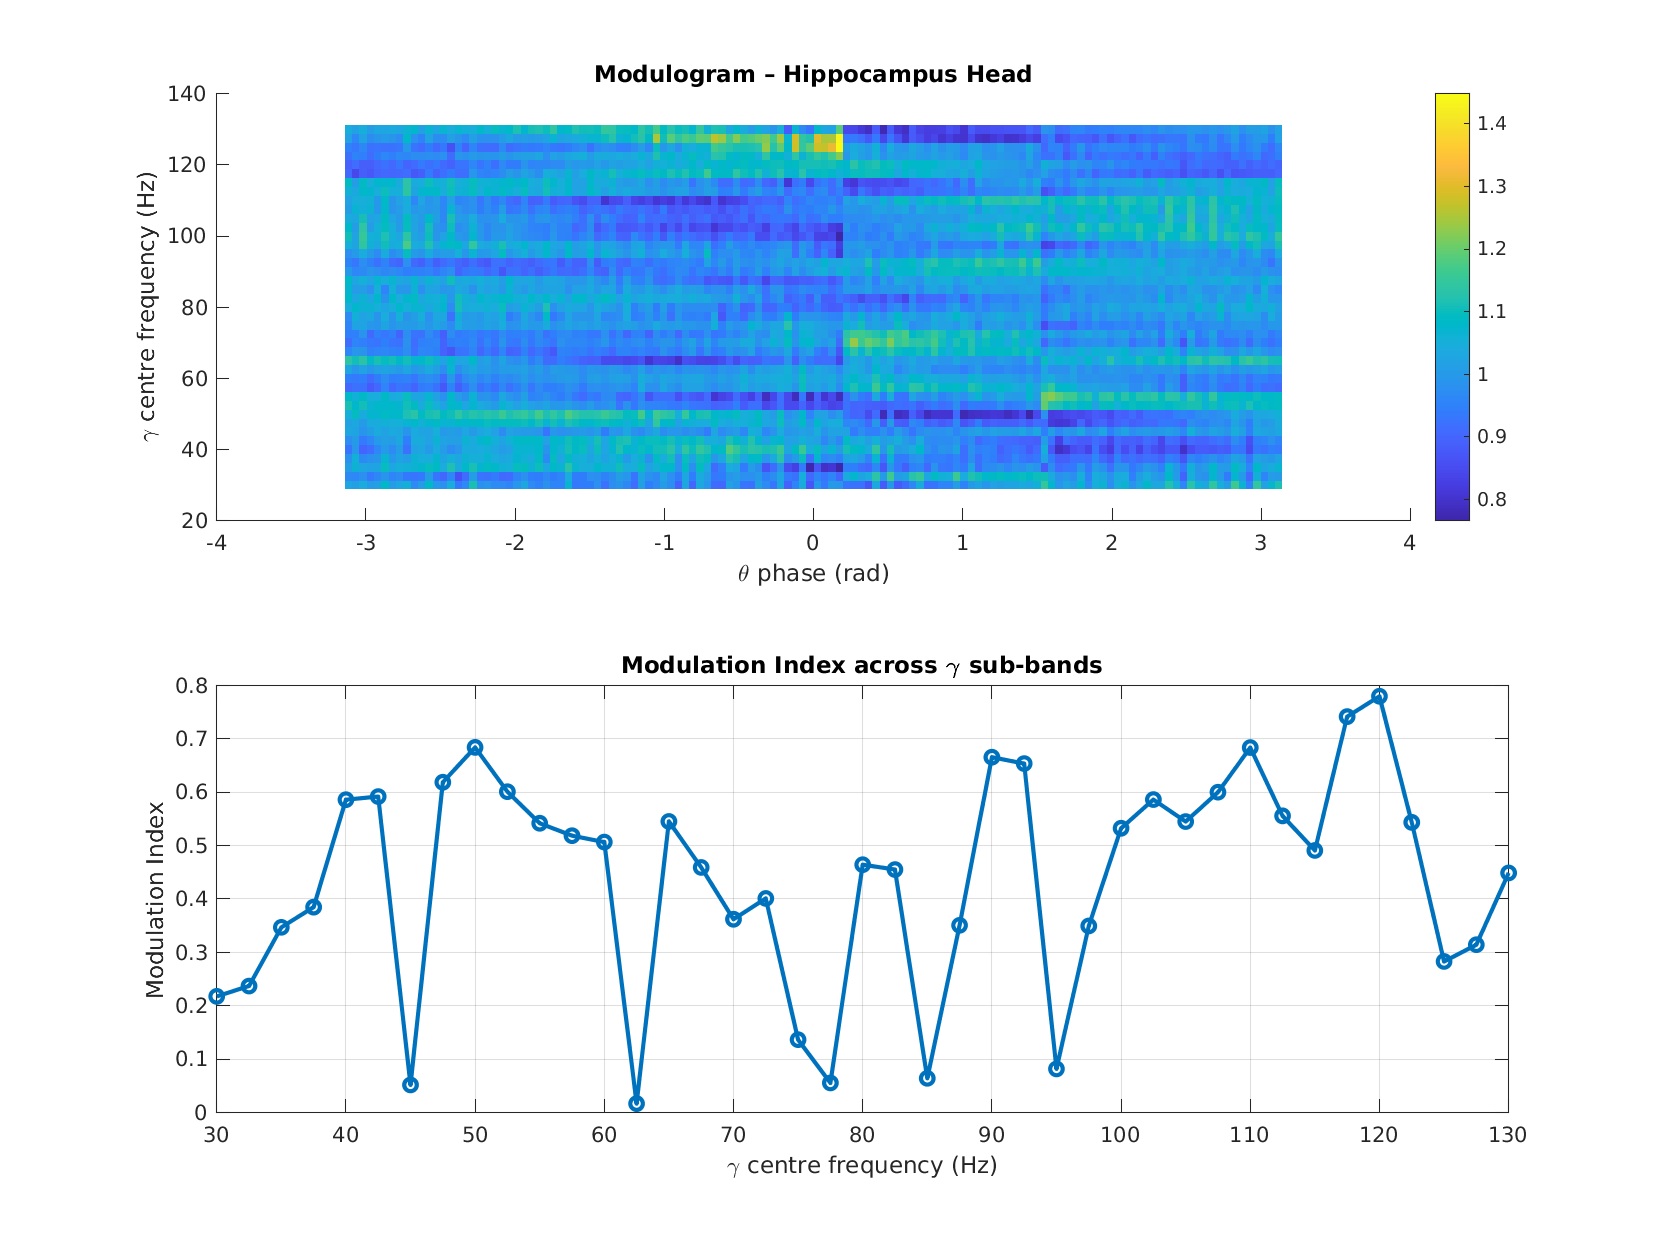 Modulogram – Hippocampus Head
γ centre frequency (Hz)
140
120
100
80
60
40
20
-4 -3 -2 -1 0 1 2 3 4
θ phase (rad)
1.4
1.3
1.2
1.1
1
0.9
0.8
Modulation Index across γ sub-bands
Modulation Index
0.8
0.7
0.6
0.5
0.4
0.3
0.2
0.1
0
30 40 50 60 70 80 90 100 110 120 130
γ centre frequency (Hz)